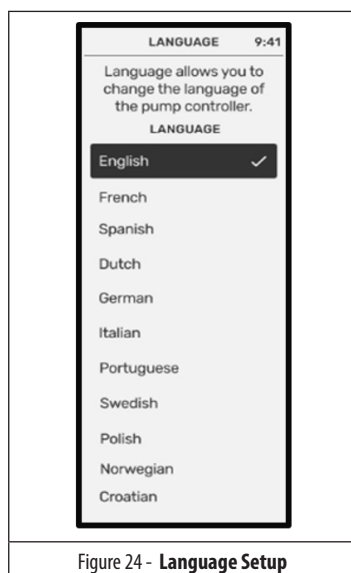 LANGUAGE 9:41
Language allows you to
change the language of
the pump controller.
LANGUAGE
English
French
Spanish
Dutch
German
Italian
Portuguese
Swedish
Polish
Norwegian
Croatian
Figure 24 - Language Setup